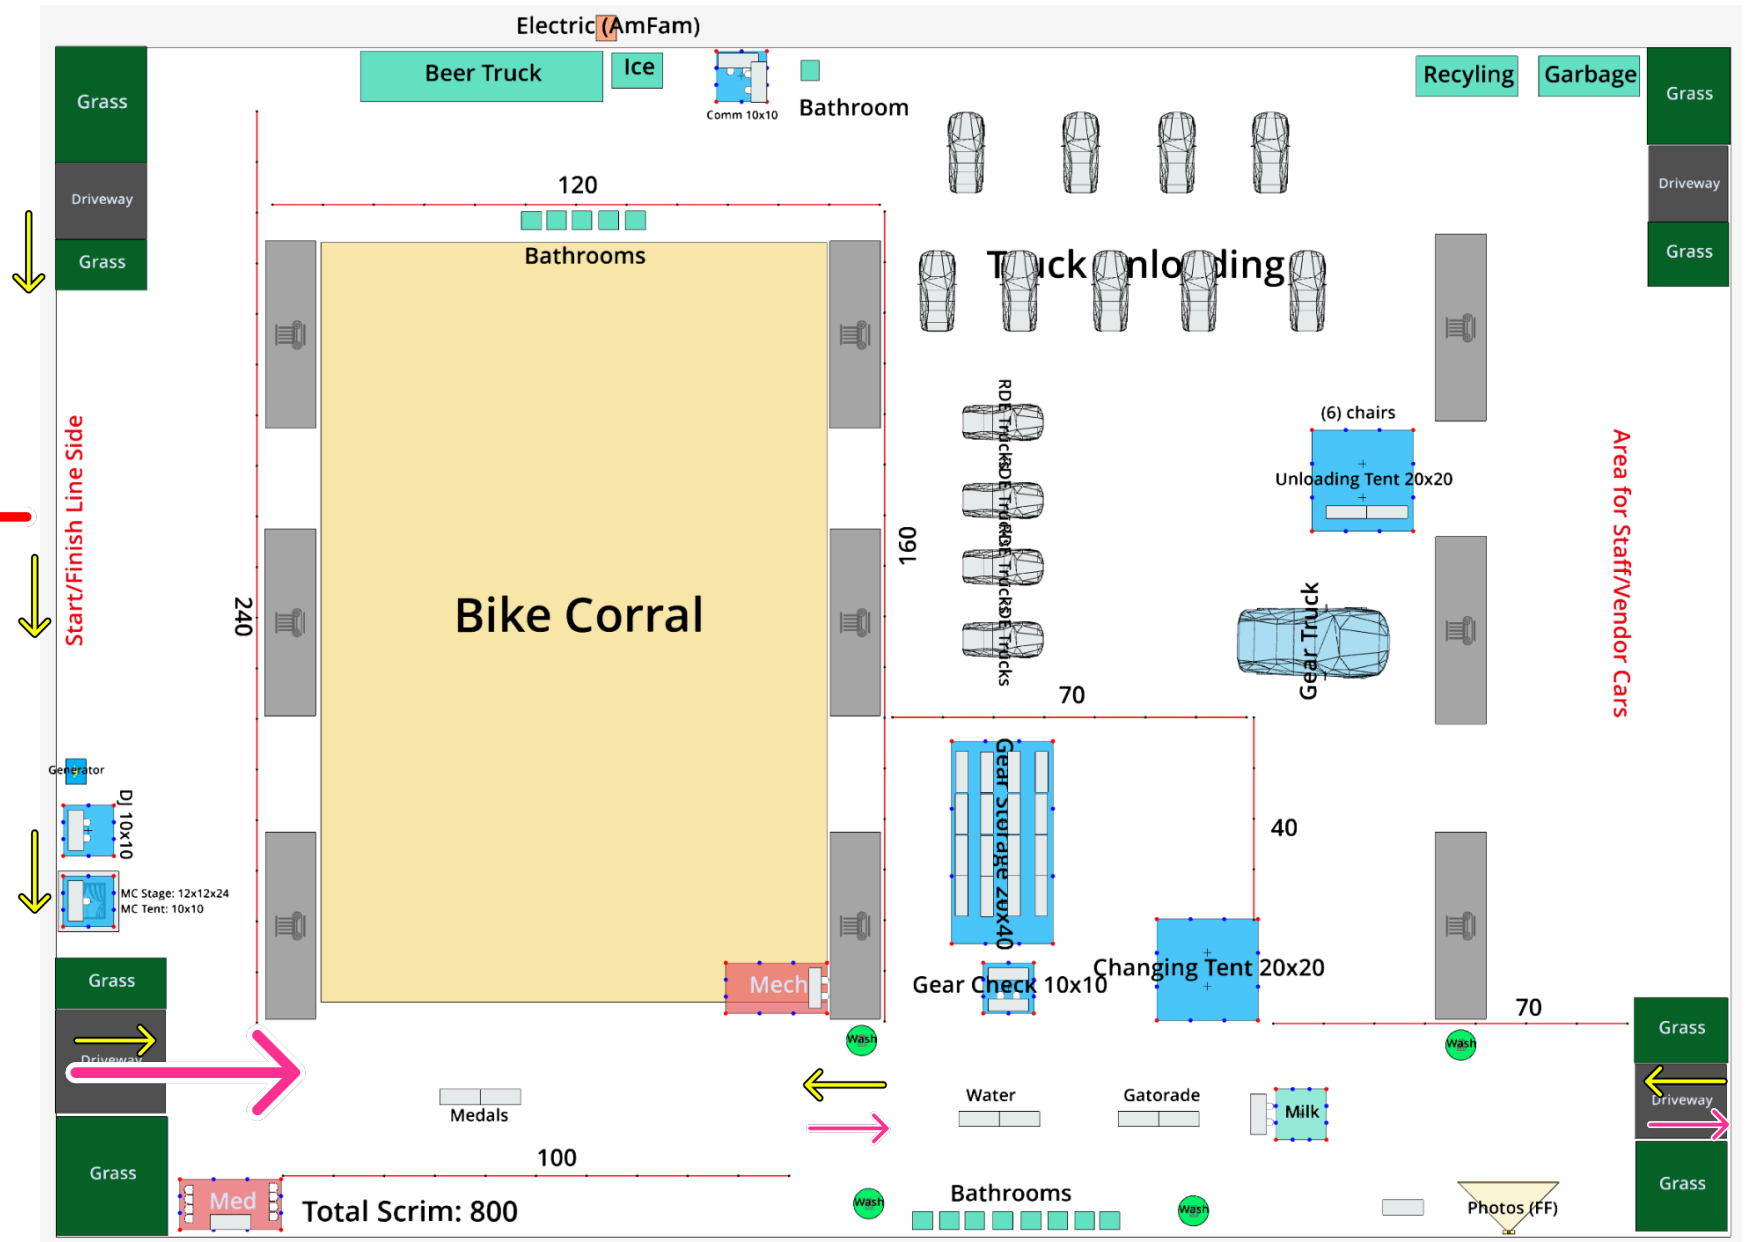 Electric (AmFam)
Beer Truck
Ice
Comm 10x10
Bathroom
Recyling
Garbage
Grass
Grass
Driveway
Driveway
Grass
Grass
120
Bathrooms
Truck Unloading
Start/Finish Line Side
240
Bike Corral
160
RDE Trucks
RDE Trucks
RDE Trucks
RDE Trucks
(6) chairs
Unloading Tent 20x20
Gear Truck
Area for Staff/Vendor Cars
70
40
Generator
DJ 10x10
MC Stage: 12x12x24
MC Tent: 10x10
Gear Storage 20x40
Mech
Gear Check 10x10
Changing Tent 20x20
Grass
Driveway
Grass
70
Grass
Driveway
Grass
Wash
Wash
Medals
Water
Gatorade
Milk
100
Med
Total Scrim: 800
Wash
Bathrooms
Wash
Photos (FF)